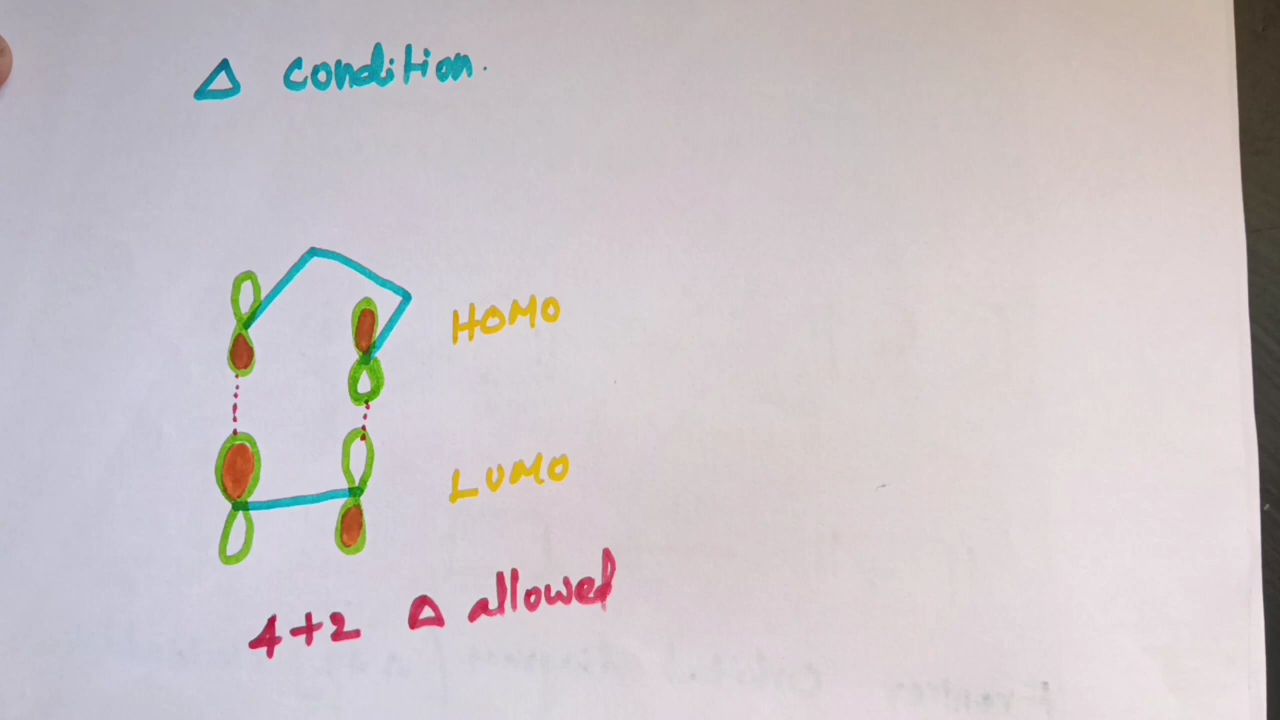 Δ condition.
HOMO
LUMO
4+2 Δ allowed